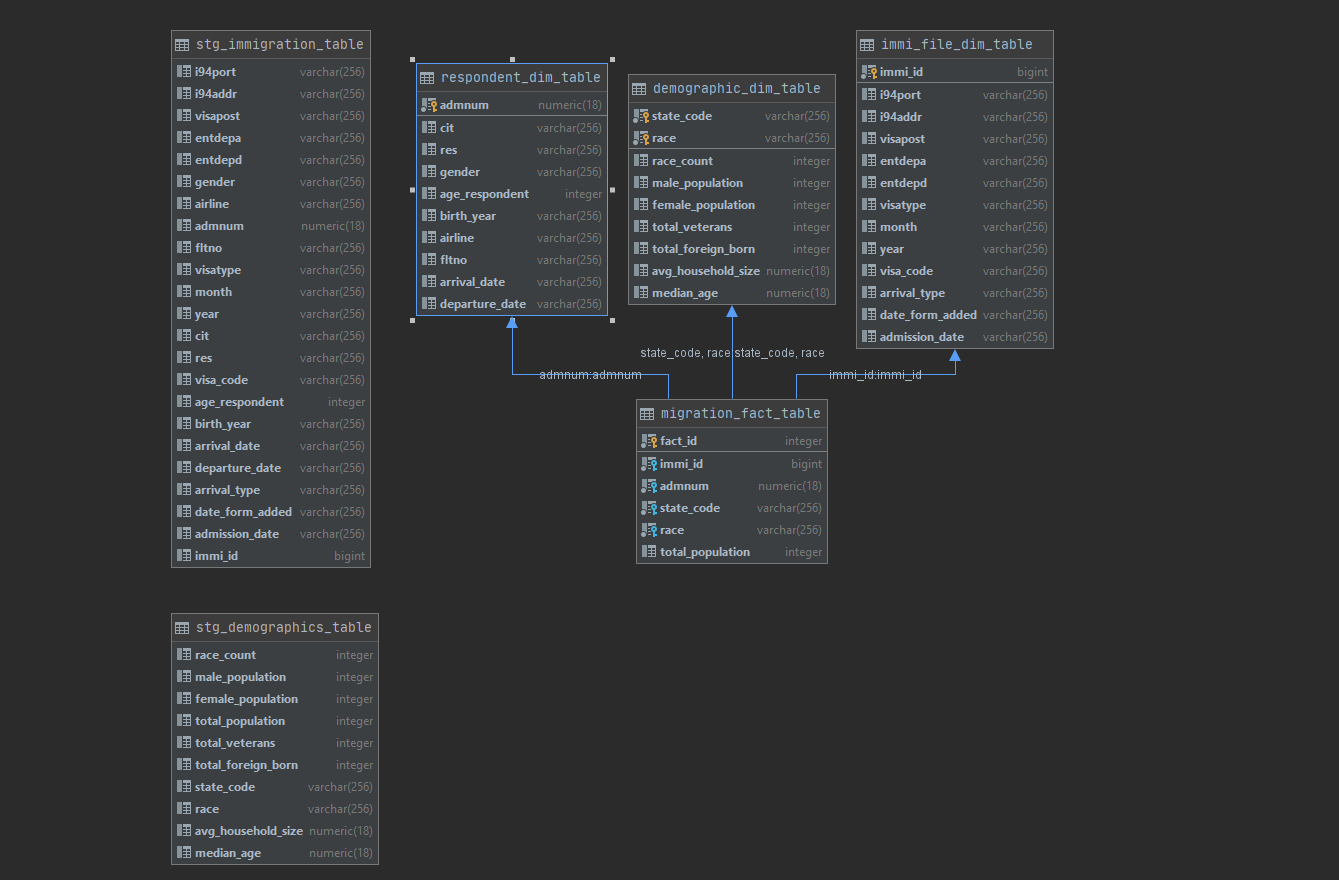 stg_immigration_table
i94port varchar(256)
i94addr varchar(256)
visapost varchar(256)
entdepa varchar(256)
entdepd varchar(256)
gender varchar(256)
airline varchar(256)
admnum numeric(18)
fltno varchar(256)
visatype varchar(256)
month varchar(256)
year varchar(256)
cit varchar(256)
res varchar(256)
visa_code varchar(256)
age_respondent integer
birth_year varchar(256)
arrival_date varchar(256)
departure_date varchar(256)
arrival_type varchar(256)
date_form_added varchar(256)
admission_date varchar(256)
immi_id bigint
respondent_dim_table
admnum numeric(18)
cit varchar(256)
res varchar(256)
gender varchar(256)
age_respondent integer
birth_year varchar(256)
airline varchar(256)
fltno varchar(256)
arrival_date varchar(256)
departure_date varchar(256)
demographic_dim_table
state_code varchar(256)
race varchar(256)
race_count integer
male_population integer
female_population integer
total_veterans integer
total_foreign_born integer
avg_household_size numeric(18)
median_age numeric(18)
immi_file_dim_table
immi_id bigint
i94port varchar(256)
i94addr varchar(256)
visapost varchar(256)
entdepa varchar(256)
entdepd varchar(256)
visatype varchar(256)
month varchar(256)
year varchar(256)
visa_code varchar(256)
arrival_type varchar(256)
date_form_added varchar(256)
admission_date varchar(256)
state_code, race:state_code, race
admnum:admnum
immi_id:immi_id
migration_fact_table
fact_id integer
immi_id bigint
admnum numeric(18)
state_code varchar(256)
race varchar(256)
total_population integer
stg_demographics_table
race_count integer
male_population integer
female_population integer
total_population integer
total_veterans integer
total_foreign_born integer
state_code varchar(256)
race varchar(256)
avg_household_size numeric(18)
median_age numeric(18)